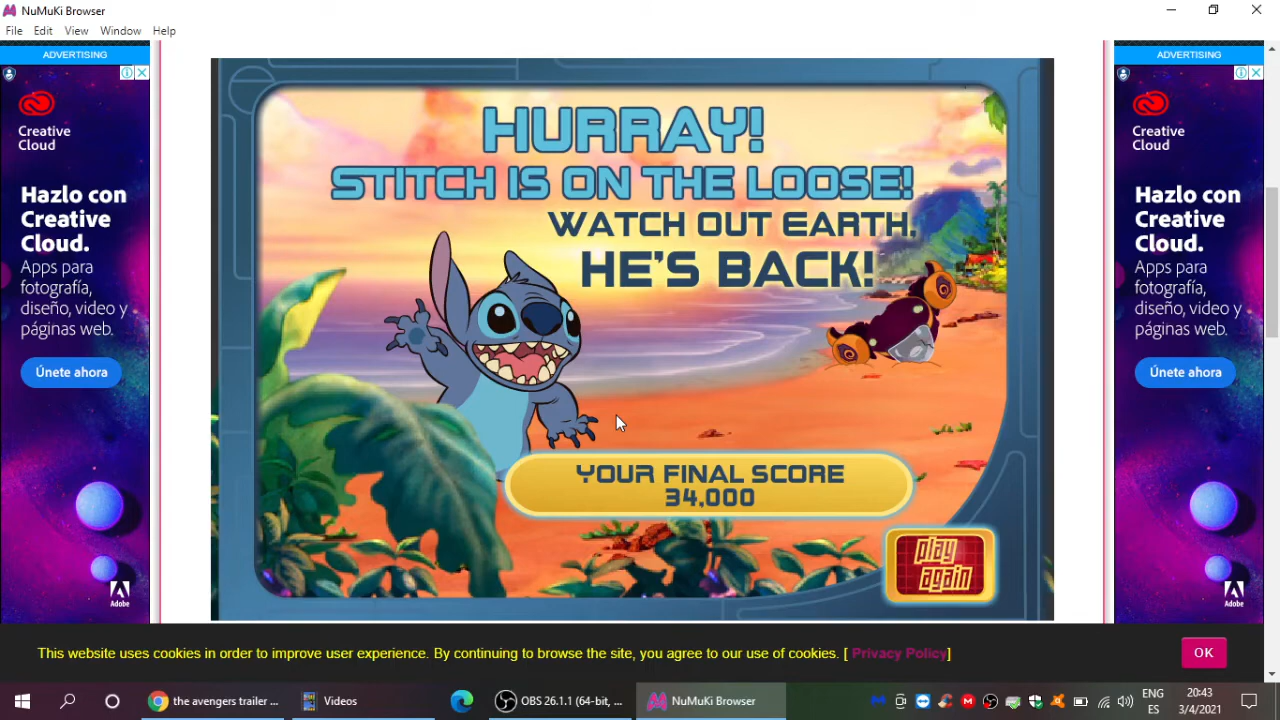 NuMuKi Browser
File Edit View Window Help
ADVERTISING
Creative
Cloud
Hazlo con
Creative
Cloud.
Apps para
fotografía,
diseño, video y
páginas web.
Únete ahora
Adobe
HURRAY!
STITCH IS ON THE LOOSE!
WATCH OUT EARTH,
HE'S BACK!
YOUR FINAL SCORE
34,000
play
again
ADVERTISING
Creative
Cloud
Hazlo con
Creative
Cloud.
Apps para
fotografía,
diseño, video y
páginas web.
Únete ahora
Adobe
This website uses cookies in order to improve user experience. By continuing to browse the site, you agree to our use of cookies. [ Privacy Policy]
OK
the avengers trailer ...
Videos
OBS 26.1.1 (64-bit, ...
NuMuKi Browser
ENG
ES
20:43
3/4/2021